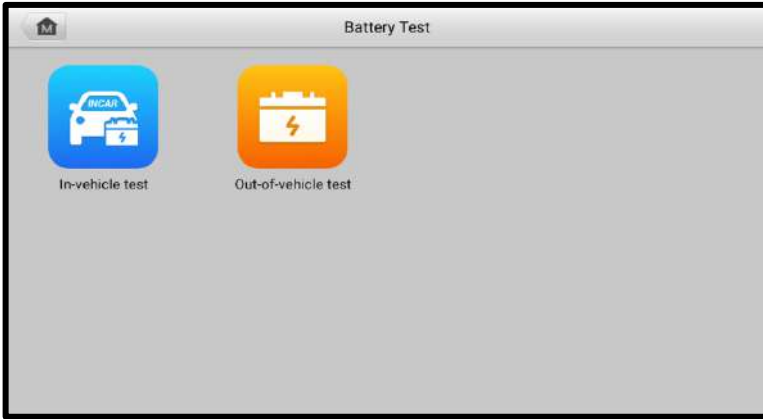 M
Battery Test
INCAR
In-vehicle test
Out-of-vehicle test